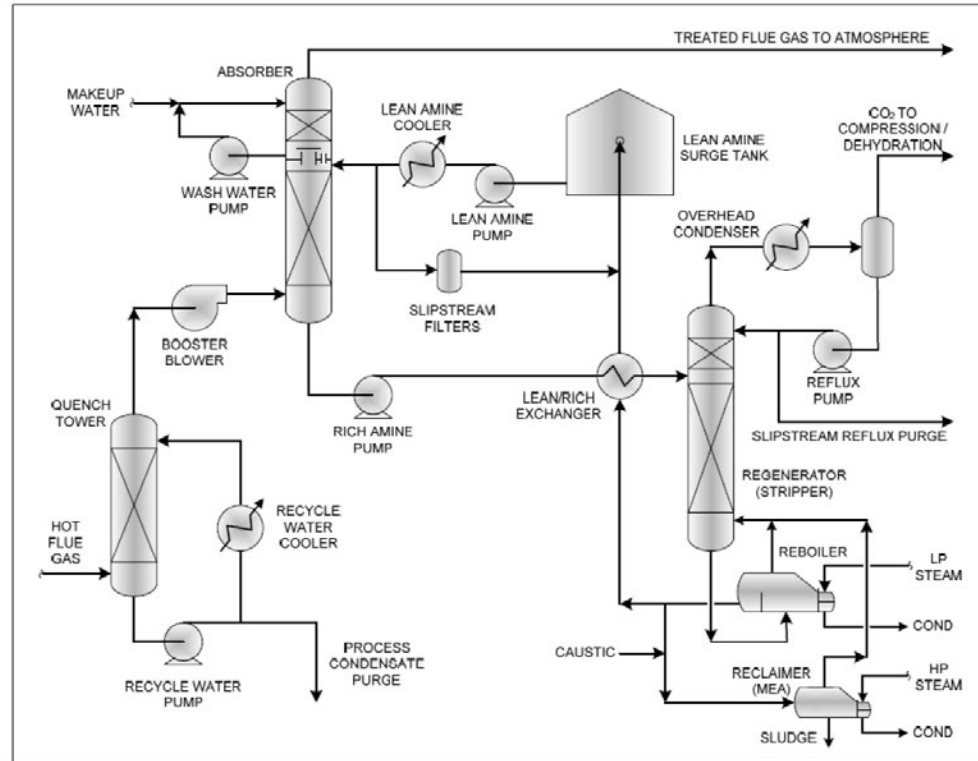 TREATED FLUE GAS TO ATMOSPHERE
ABSORBER
MAKEUP
WATER
LEAN AMINE
COOLER
LEAN AMINE
SURGE TANK
CO₂ TO
COMPRESSION /
DEHYDRATION
WASH WATER
PUMP
LEAN AMINE
PUMP
OVERHEAD
CONDENSER
SLIPSTREAM
FILTERS
BOOSTER
BLOWER
REFLUX
PUMP
LEAN/RICH
EXCHANGER
QUENCH
TOWER
RICH AMINE
PUMP
SLIPSTREAM REFLUX PURGE
REGENERATOR
(STRIPPER)
HOT
FLUE
GAS
RECYCLE
WATER
COOLER
REBOILER
LP
STEAM
COND
CAUSTIC
PROCESS
CONDENSATE
PURGE
RECYCLE WATER
PUMP
RECLAIMER
(MEA)
HP
STEAM
COND
SLUDGE